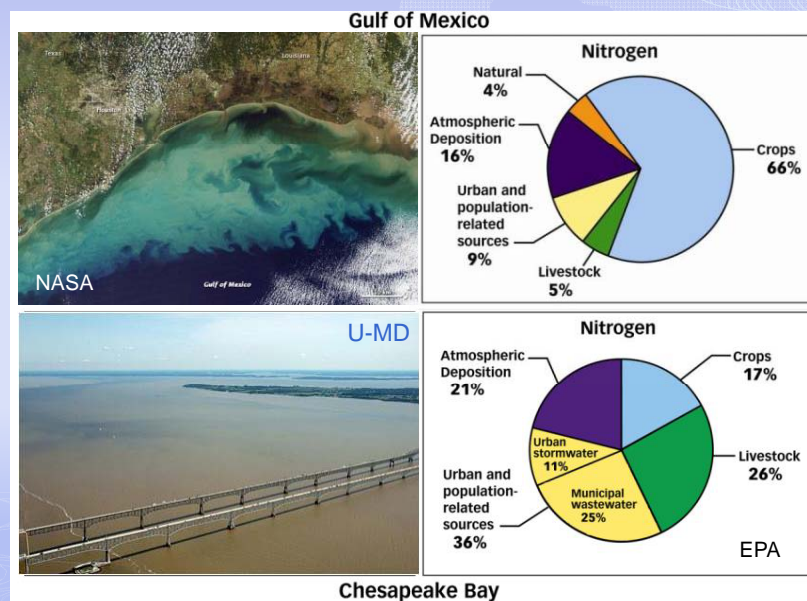 Gulf of Mexico
Texas
Louisiana
Houston
NASA
Gulf of Mexico
Nitrogen
Natural
4%
Atmospheric
Deposition
16%
Urban and
population-
related
sources
9%
Livestock
5%
Crops
66%
U-MD
Nitrogen
Atmospheric
Deposition
21%
Urban
stormwater
11%
Urban and
population-
related
sources
36%
Municipal
wastewater
25%
Crops
17%
Livestock
26%
EPA
Chesapeake Bay